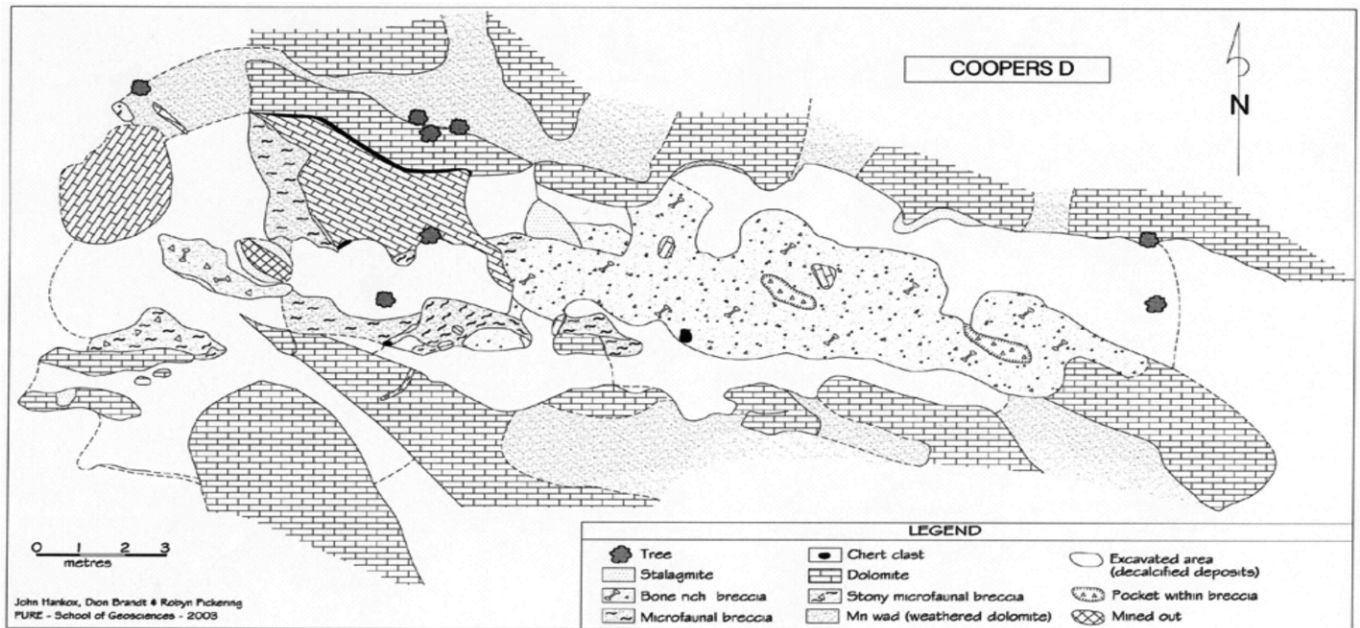 COOPERS D
N
0 1 2 3
metres
John Hankox, Dion Brandt & Robyn Pickering
PURE - School of Geosciences - 2003
LEGEND
Tree
Stalagmite
Bone rich breccia
Microfaunal breccia
Chert clast
Dolomite
Stony microfaunal breccia
Mn wad (weathered dolomite)
Excavated area
(decalcified deposits)
Pocket within breccia
Mined out